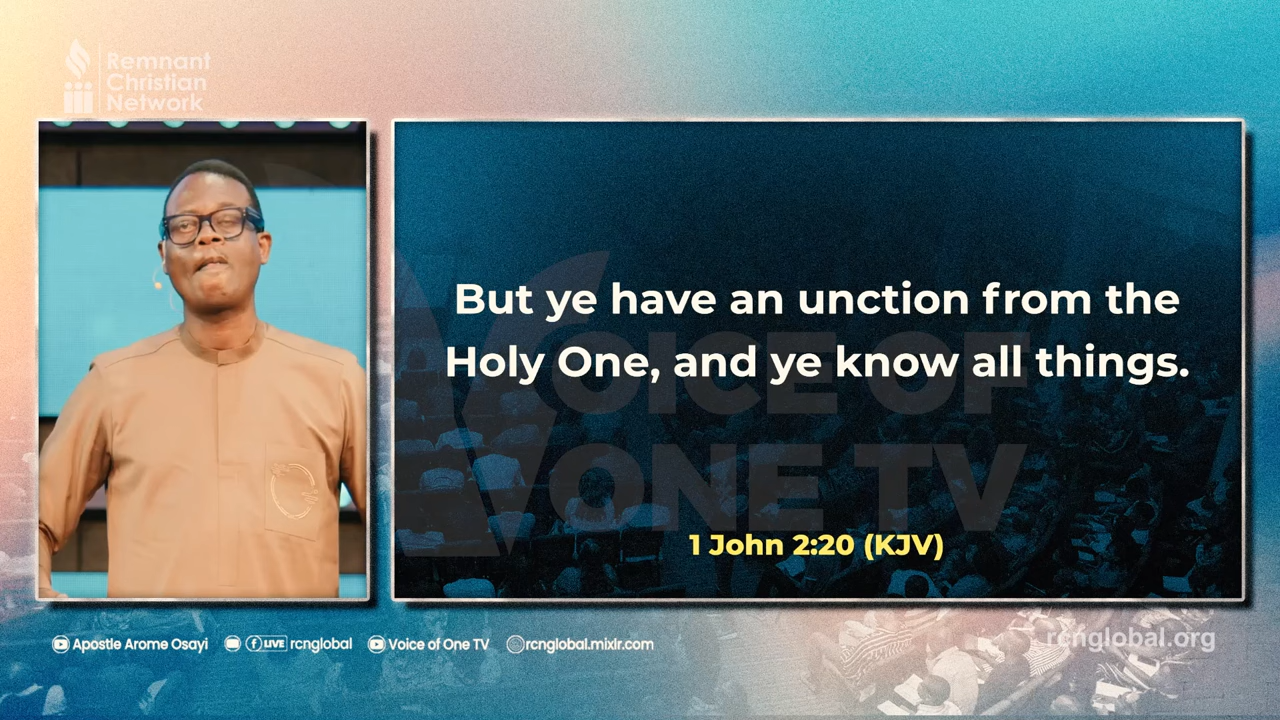 Remnant
Christian
Network
But ye have an unction from the
Holy One, and ye know all things.
VOICE OF
ONE TV
1 John 2:20 (KJV)
Apostle Arome Osayi
LIVE rcnglobal
Voice of One TV
rcnglobal.mixlr.com
rcnglobal.org